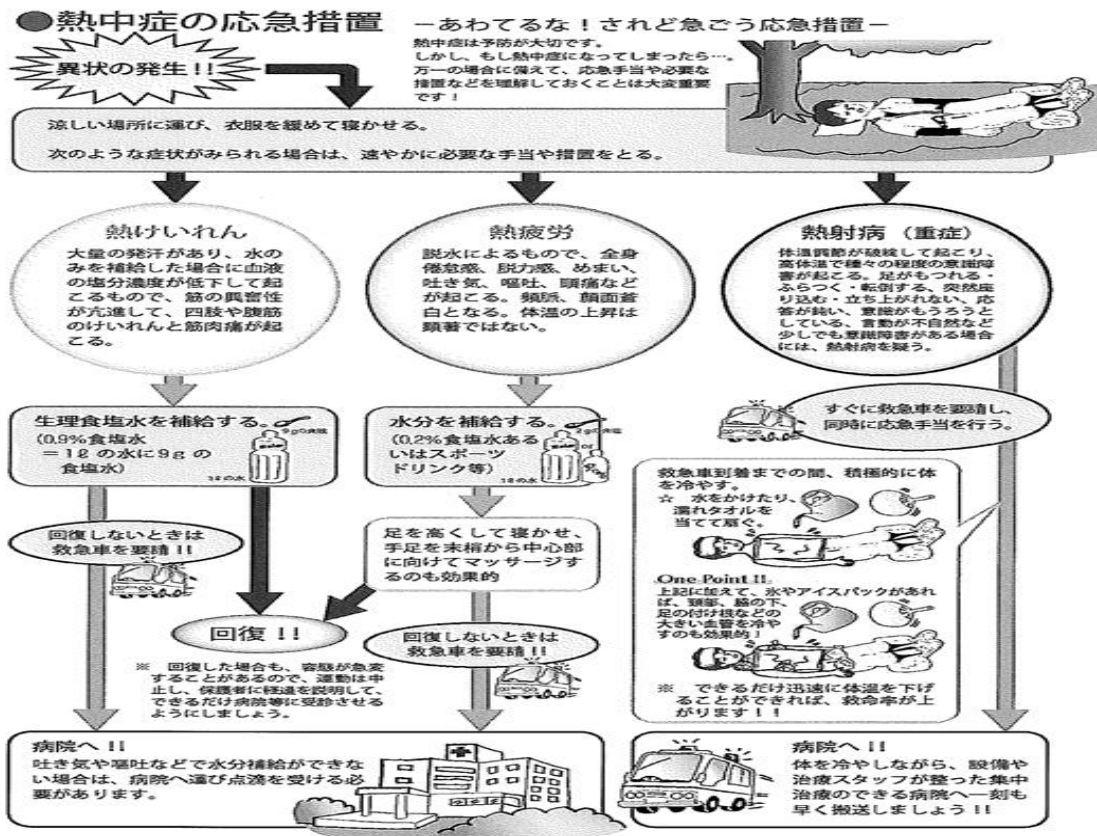 ●熱中症の応急措置
−あわてるな！されど急ごう応急措置−
異状の発生!!
熱中症は予防が大切です。
しかし、もし熱中症になってしまったら…。
万一の場合に備えて、応急手当や必要な
措置などを理解しておくことは大変重要
です！
涼しい場所に運び、衣服を緩めて寝かせる。
次のような症状がみられる場合は、速やかに必要な手当や措置をとる。
熱けいれん
大量の発汗があり、水の
みを補給した場合に血液
の塩分濃度が低下して起
こるもので、筋の興奮性
が亢進して、四肢や腹筋
のけいれんと筋肉痛が起
こる。
生理食塩水を補給する。
(0.9%食塩水
＝1ℓの水に9gの
食塩水)
9gの食塩
1ℓの水
回復しないときは
救急車を要請!!
熱疲労
脱水によるもので、全身
倦怠感、脱力感、めまい、
吐き気、嘔吐、頭痛など
が起こる。頻脈、顔面蒼
白となる。体温の上昇は
顕著ではない。
水分を補給する。
(0.2%食塩水ある
いはスポーツ
ドリンク等)
2gの食塩
or
1ℓの水
足を高くして寝かせ、
手足を末梢から中心部
に向けてマッサージす
るのも効果的
回復!!
回復しないときは
救急車を要請!!
※ 回復した場合も、容態が急変
することがあるので、運動は中
止し、保護者に経過を説明して、
できるだけ病院等に受診させる
ようにしましょう。
病院へ!!
吐き気や嘔吐などで水分補給ができな
い場合は、病院へ運び点滴を受ける必
要があります。
熱射病（重症）
体温調節が破綻して起こり、
高体温で種々の程度の意識障
害が起こる。足がもつれる・
ふらつく・転倒する、突然座
り込む・立ち上がれない、応
答が鈍い、意識がもうろうと
している、言動が不自然など
少しでも意識障害がある場合
には、熱射病を疑う。
すぐに救急車を要請し、
同時に応急手当を行う。
救急車到着までの間、積極的に体
を冷やす。
☆ 水をかけたり、
濡れタオルを
当てて扇ぐ。
One Point!!
上記に加えて、氷やアイスパックがあれ
ば、頸部、脇の下、
足の付け根などの
大きい血管を冷や
すのも効果的！
※ できるだけ迅速に体温を下げ
ることができれば、救命率が上
がります！！
病院へ!!
体を冷やしながら、設備や
治療スタッフが整った集中
治療のできる病院へ一刻も
早く搬送しましょう!!